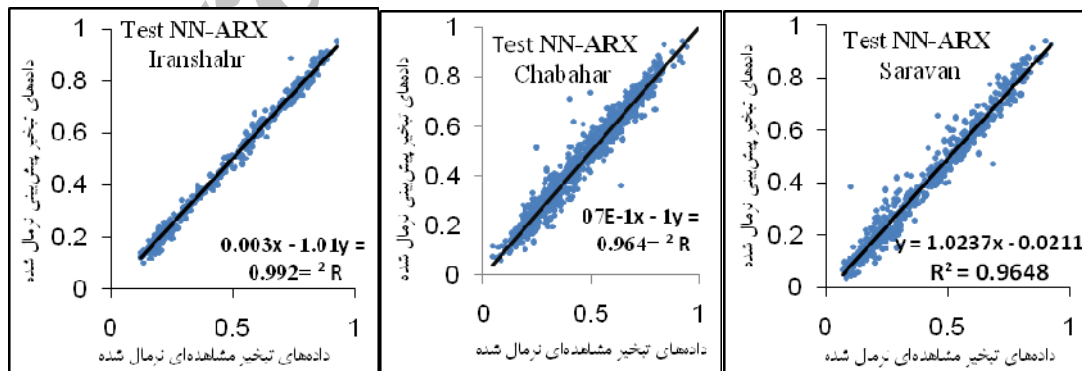 Test NN-ARX
Iranshahr
داده‌های تبخیر پیش‌بینی نرمال شده
1
0.8
0.6
0.4
0.2
0
0.003x - 1.01y =
0.992= ² R
0
0.5
1
داده‌های تبخیر مشاهده‌ای نرمال شده
Test NN-ARX
Chabahar
داده‌های تبخیر پیش‌بینی نرمال شده
1
0.8
0.6
0.4
0.2
0
07E-1x - 1y =
0.964= ² R
0
0.5
1
داده‌های تبخیر مشاهده‌ای نرمال شده
Test NN-ARX
Saravan
داده‌های تبخیر پیش‌بینی نرمال شده
1
0.8
0.6
0.4
0.2
0
y = 1.0237x - 0.0211
R² = 0.9648
0
0.5
1
داده‌های تبخیر مشاهده‌ای نرمال شده